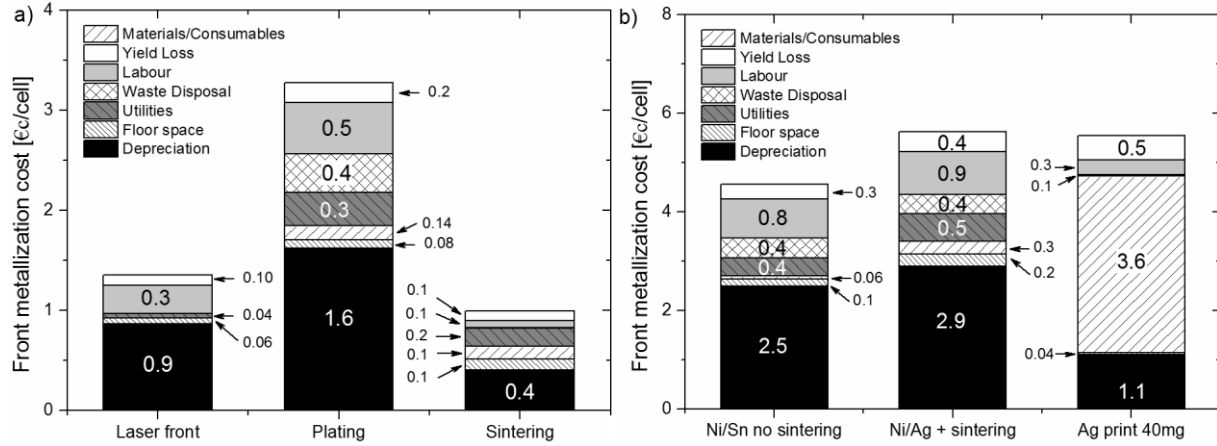 a)
Front metallization cost [€c/cell]
4
3
2
1
0
Materials/Consumables
Yield Loss
Labour
Waste Disposal
Utilities
Floor space
Depreciation
0.10
0.3
0.04
0.06
0.9
0.2
0.5
0.4
0.3
0.14
0.08
1.6
0.1
0.1
0.2
0.1
0.1
0.4
Laser front
Plating
Sintering
b)
Front metallization cost [€c/cell]
8
6
4
2
0
Materials/Consumables
Yield Loss
Labour
Waste Disposal
Utilities
Floor space
Depreciation
0.3
0.8
0.4
0.4
0.06
0.1
2.5
0.4
0.9
0.4
0.5
0.3
0.2
2.9
0.5
0.3
0.1
3.6
0.04
1.1
Ni/Sn no sintering
Ni/Ag + sintering
Ag print 40mg